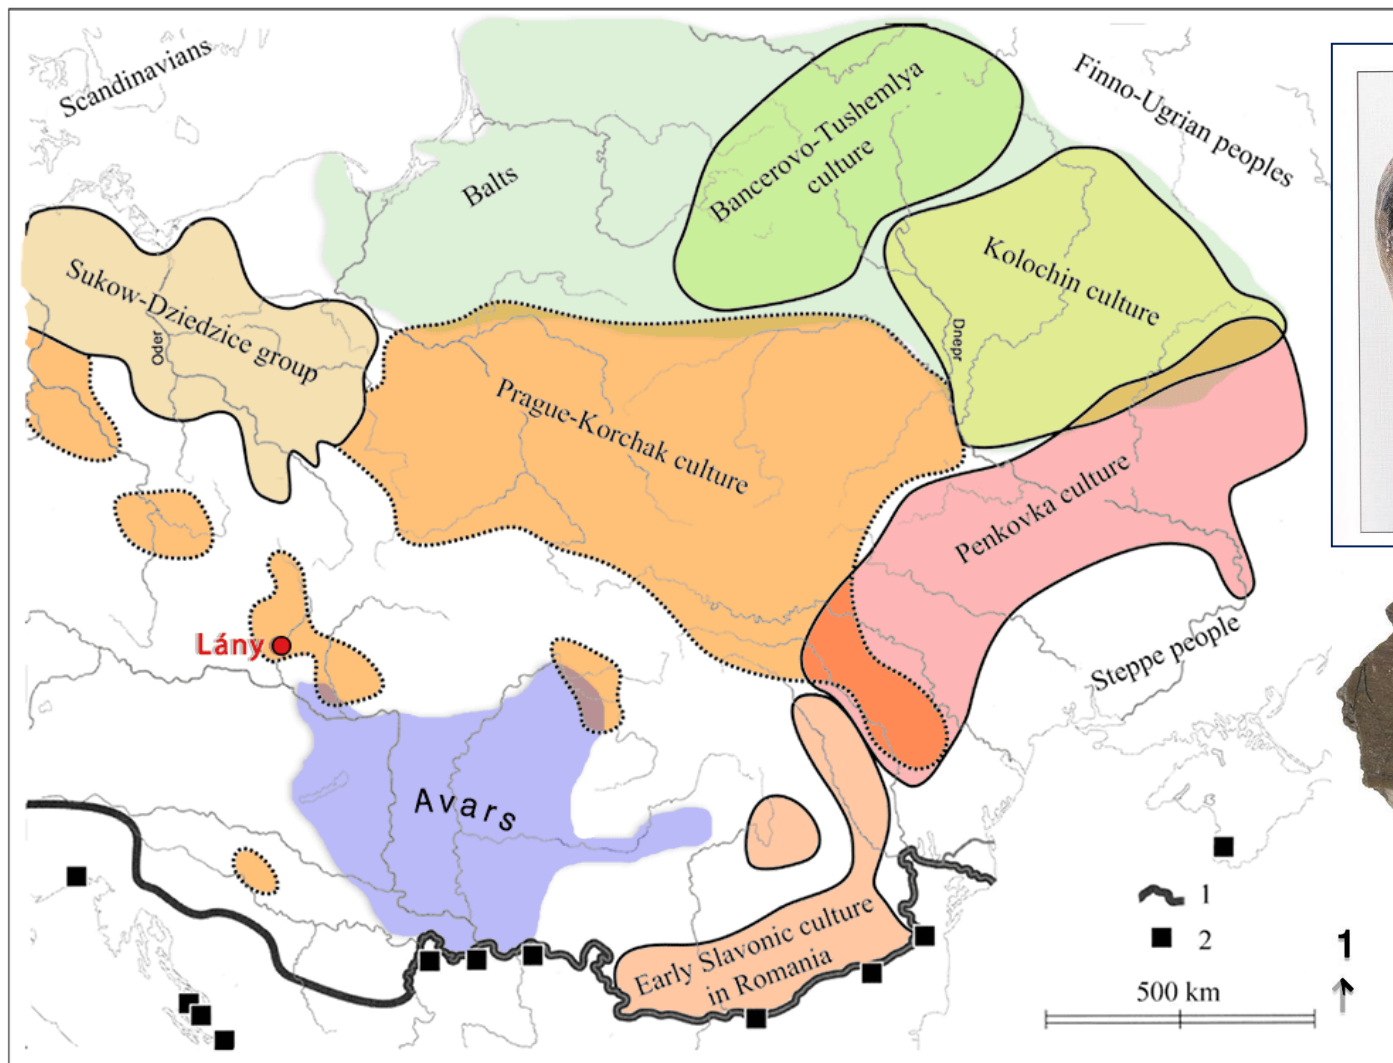 Scandinavians
Finno-Ugrian peoples
Bancerovo-Tushemlya
culture
Balts
Kolochin culture
Sukow-Dziedzice group
Oder
Dnepr
Prague-Korchak culture
Penkovka culture
Lány
Steppe people
Avars
Early Slavonic culture
in Romania
1
2
500 km
1